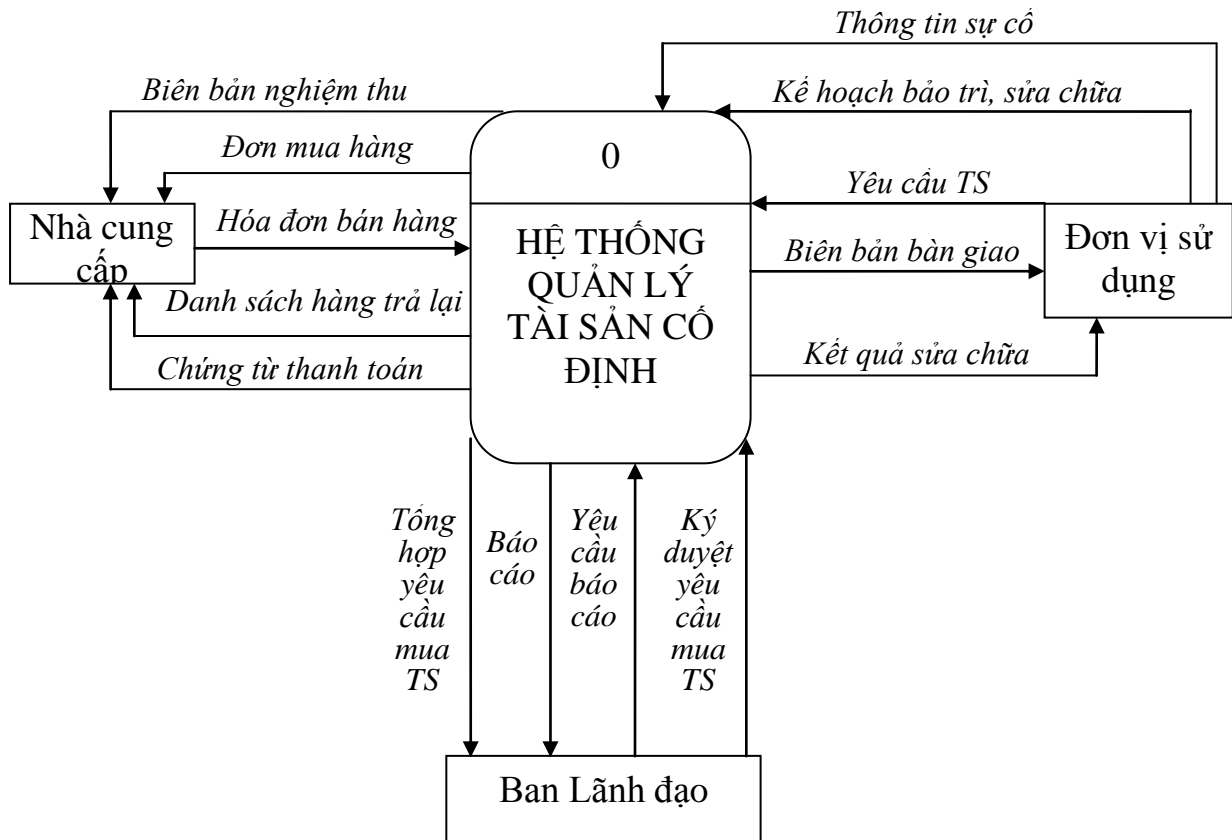 Thông tin sự cố
Biên bản nghiệm thu
Kế hoạch bảo trì, sửa chữa
Đơn mua hàng
0
Yêu cầu TS
Nhà cung
cấp
Hóa đơn bán hàng
HỆ THỐNG
QUẢN LÝ
TÀI SẢN CỐ
ĐỊNH
Biên bản bàn giao
Đơn vị sử
dụng
Danh sách hàng trả lại
Chứng từ thanh toán
Kết quả sửa chữa
Tổng
hợp
yêu
cầu
mua
TS
Báo
cáo
Yêu
cầu
báo
cáo
Ký
duyệt
yêu
cầu
mua
TS
Ban Lãnh đạo